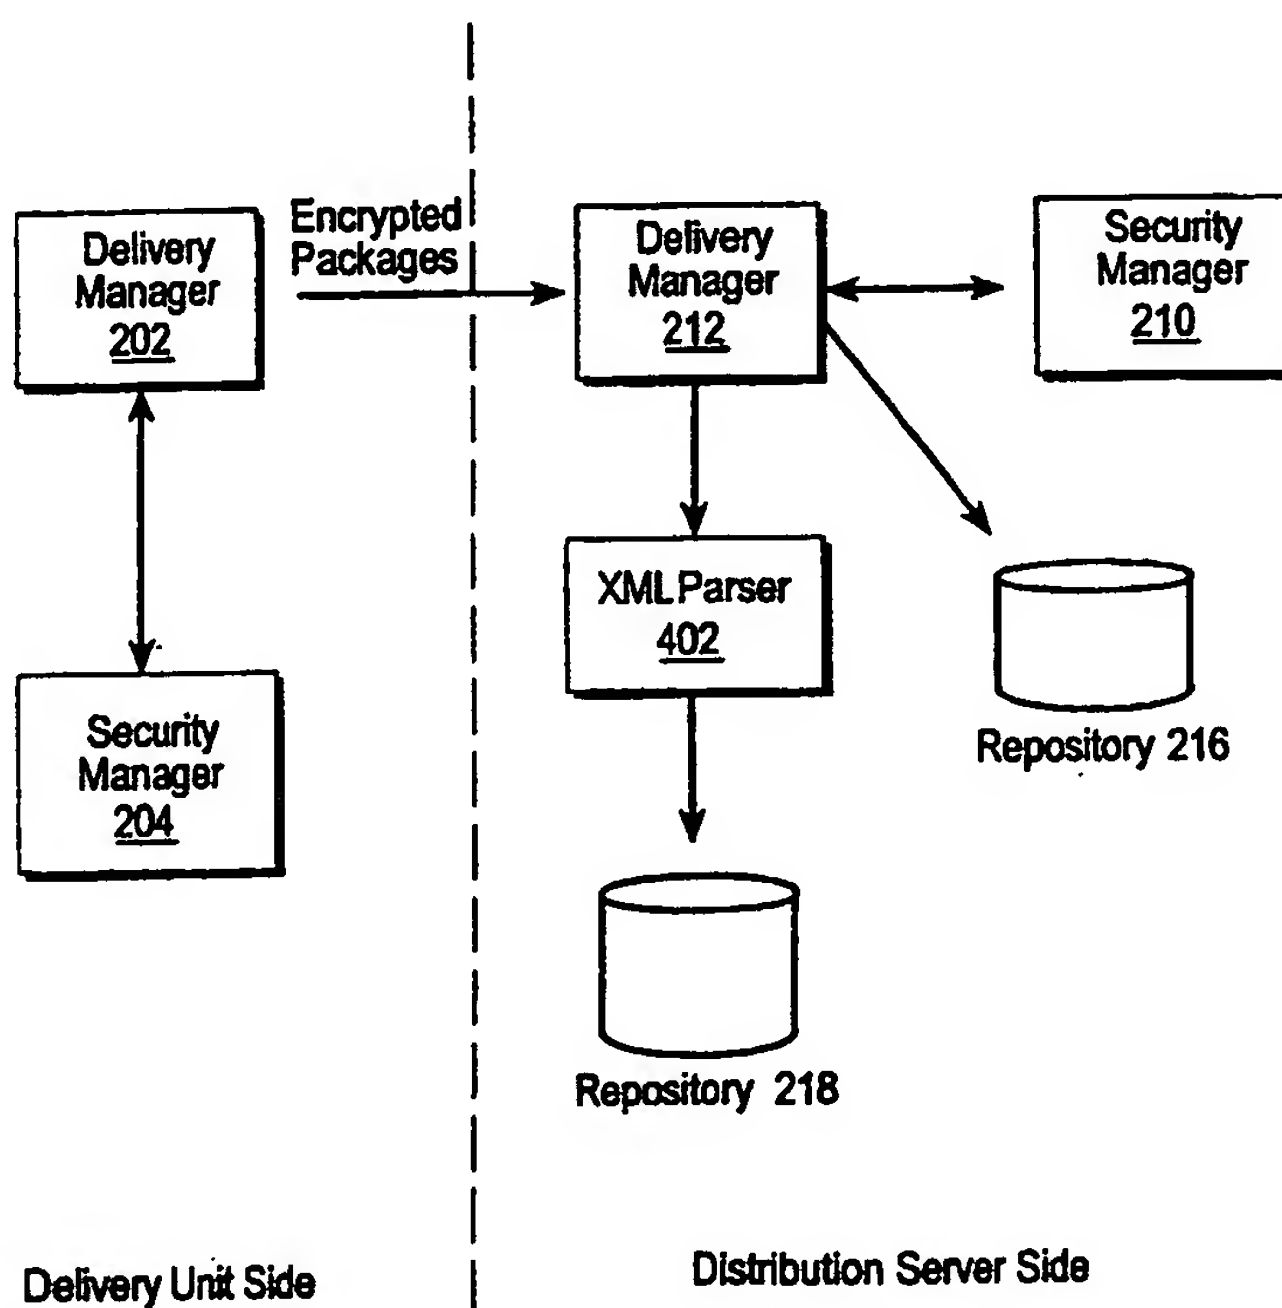 Delivery
Manager
202
Encrypted
Packages
Delivery
Manager
212
Security
Manager
210
XML Parser
402
Security
Manager
204
Repository 216
Repository 218
Delivery Unit Side
Distribution Server Side